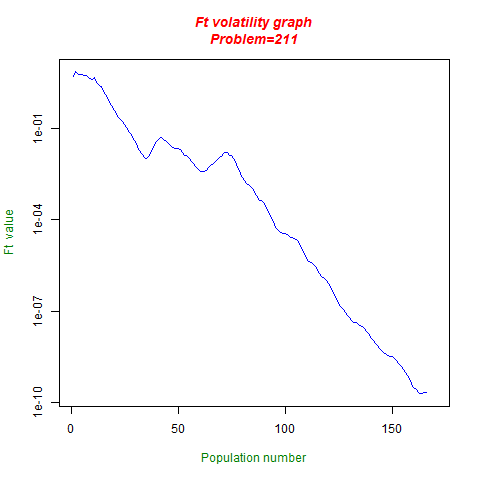 Ft volatility graph
Problem=211
Ft value
1e-01
1e-04
1e-07
1e-10
0 50 100 150
Population number